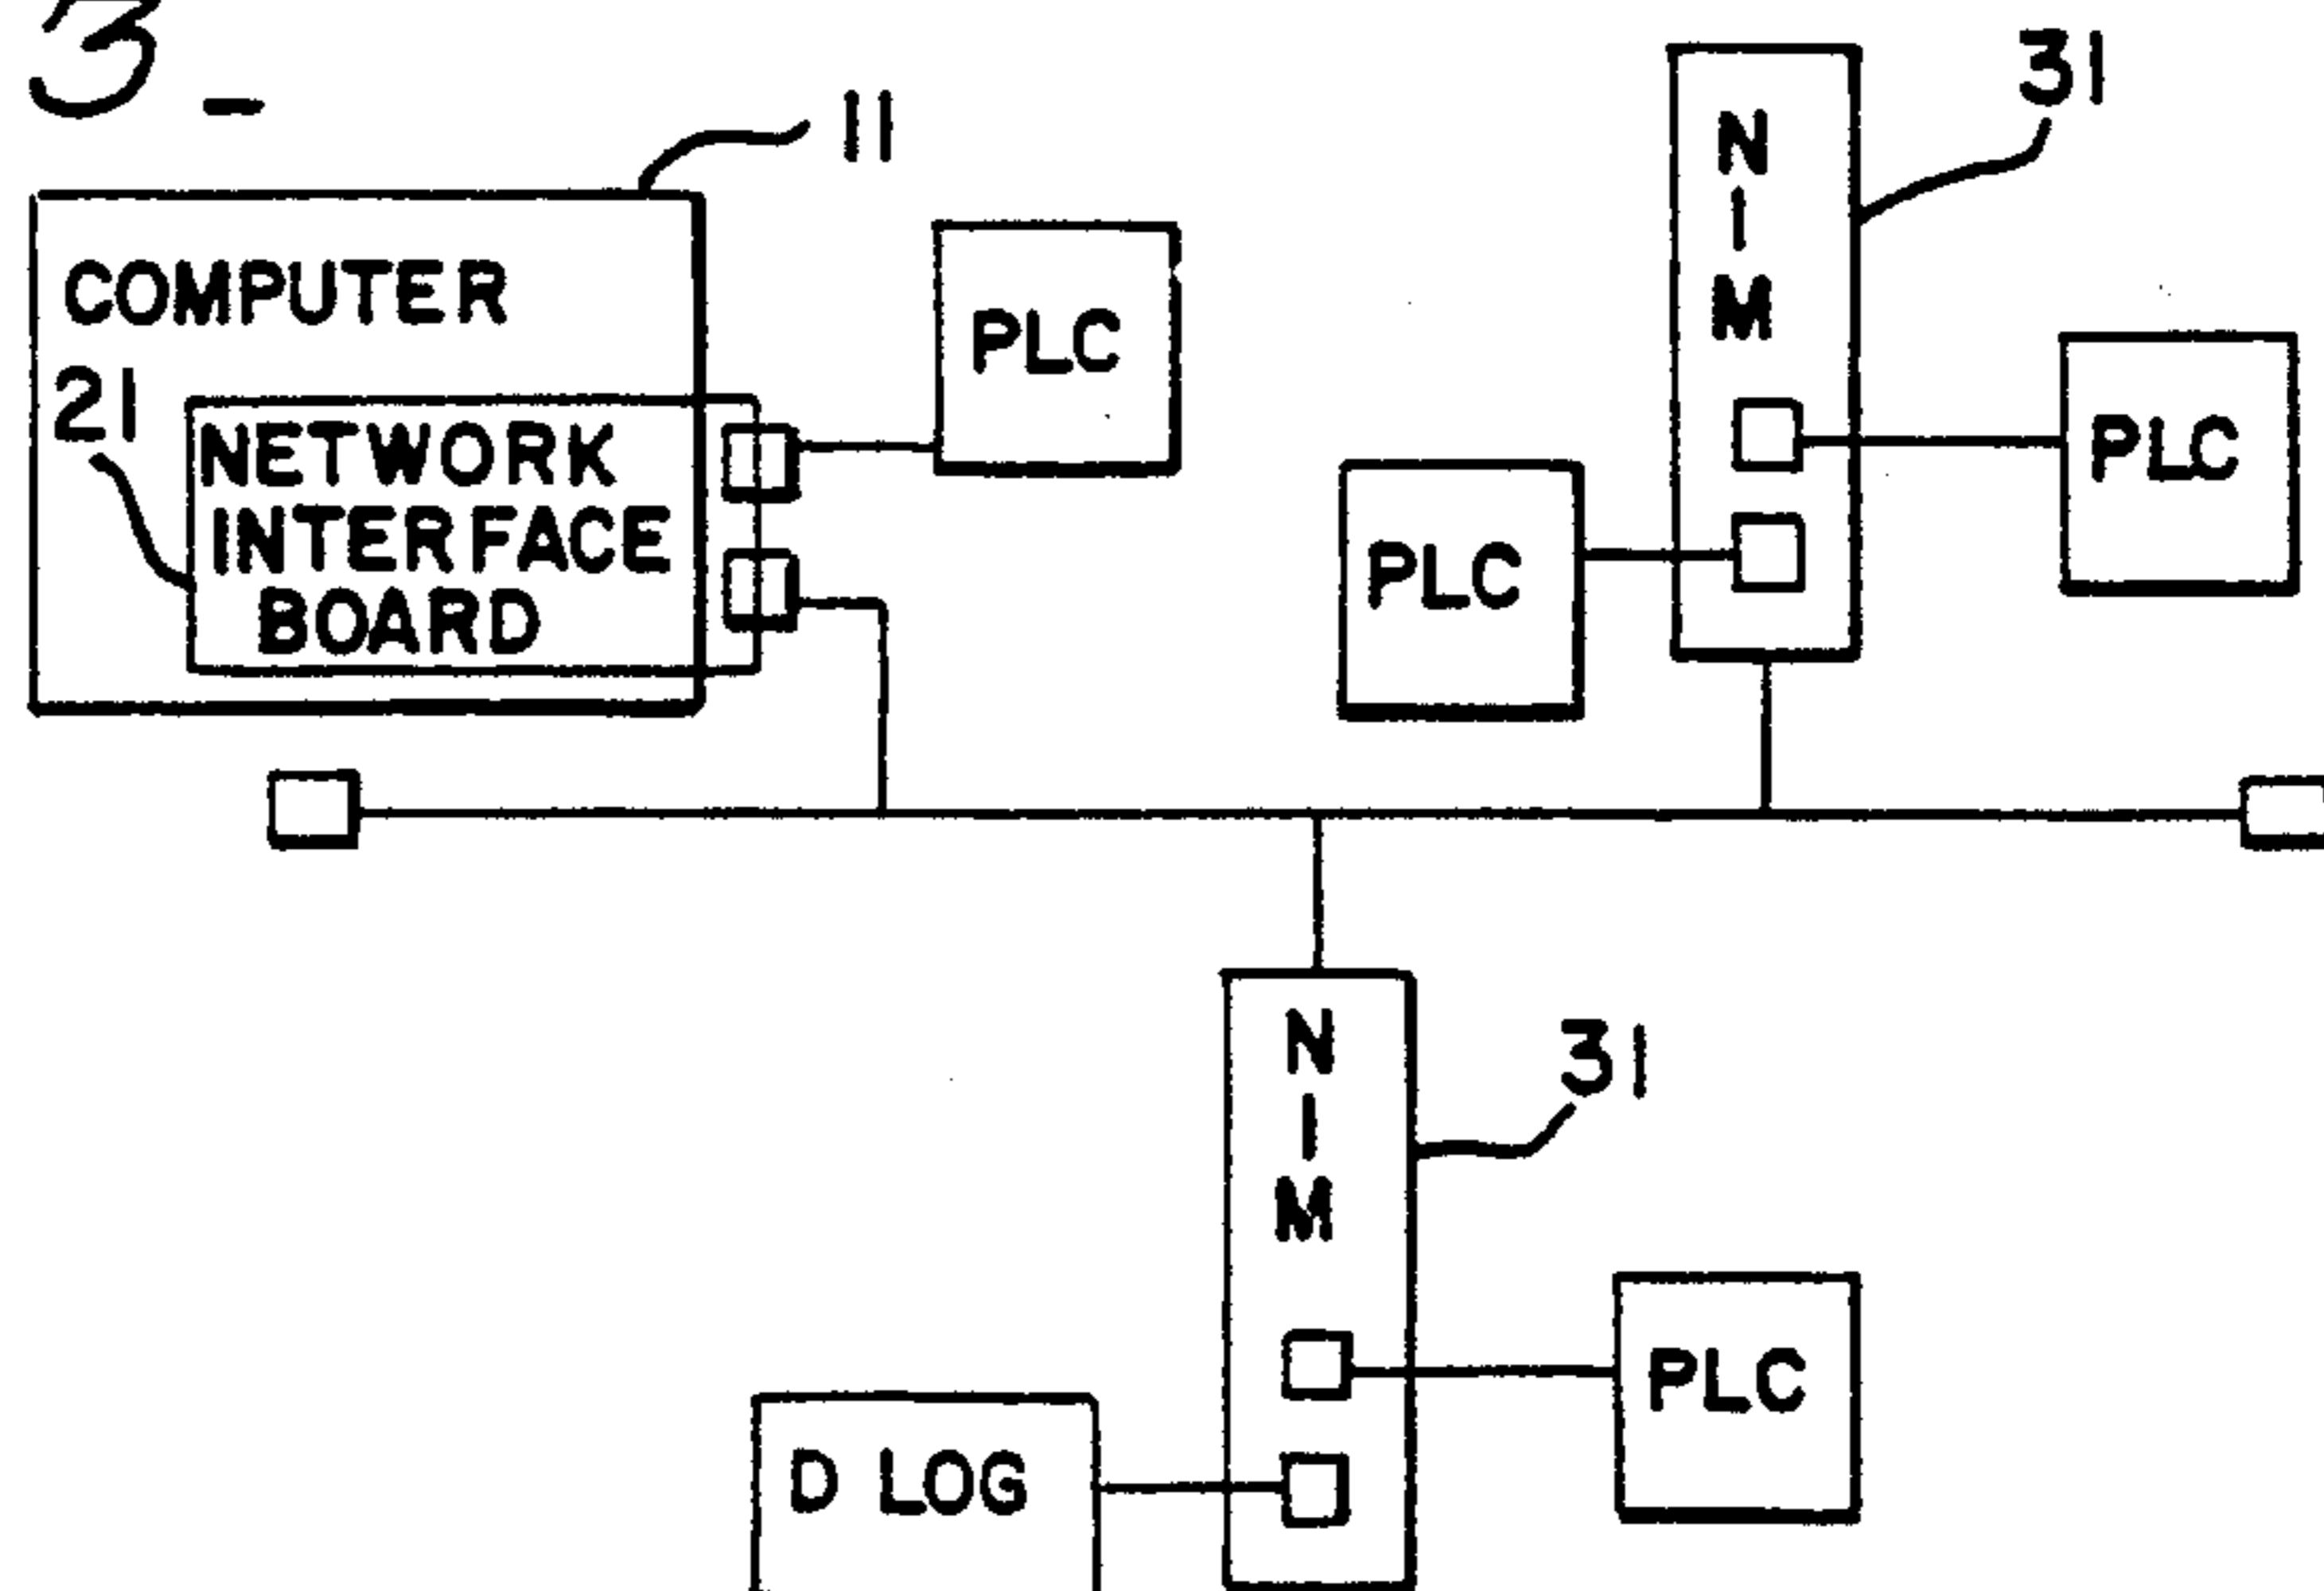 3 -
11
31
COMPUTER
21
NETWORK
INTERFACE
BOARD
PLC
N
I
M
PLC
PLC
N
I
M
31
PLC
D LOG